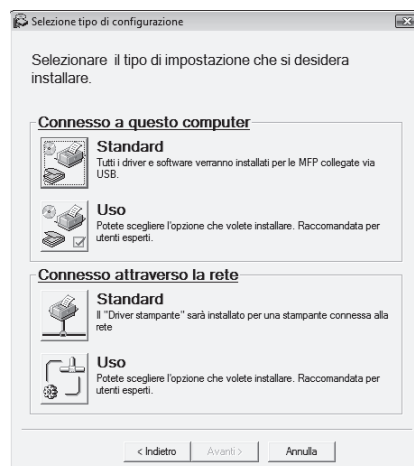 Selezione tipo di configurazione
Selezionare il tipo di impostazione che si desidera
installare.
Connesso a questo computer
Standard
Tutti i driver e software verranno installati per le MFP collegate via
USB.
Uso
Potete scegliere l'opzione che volete installare. Raccomandata per
utenti esperti.
Connesso attraverso la rete
Standard
Il "Driver stampante" sarà installato per una stampante connessa alla
rete
Uso
Potete scegliere l'opzione che volete installare. Raccomandata per
utenti esperti.
< Indietro Avanti > Annulla